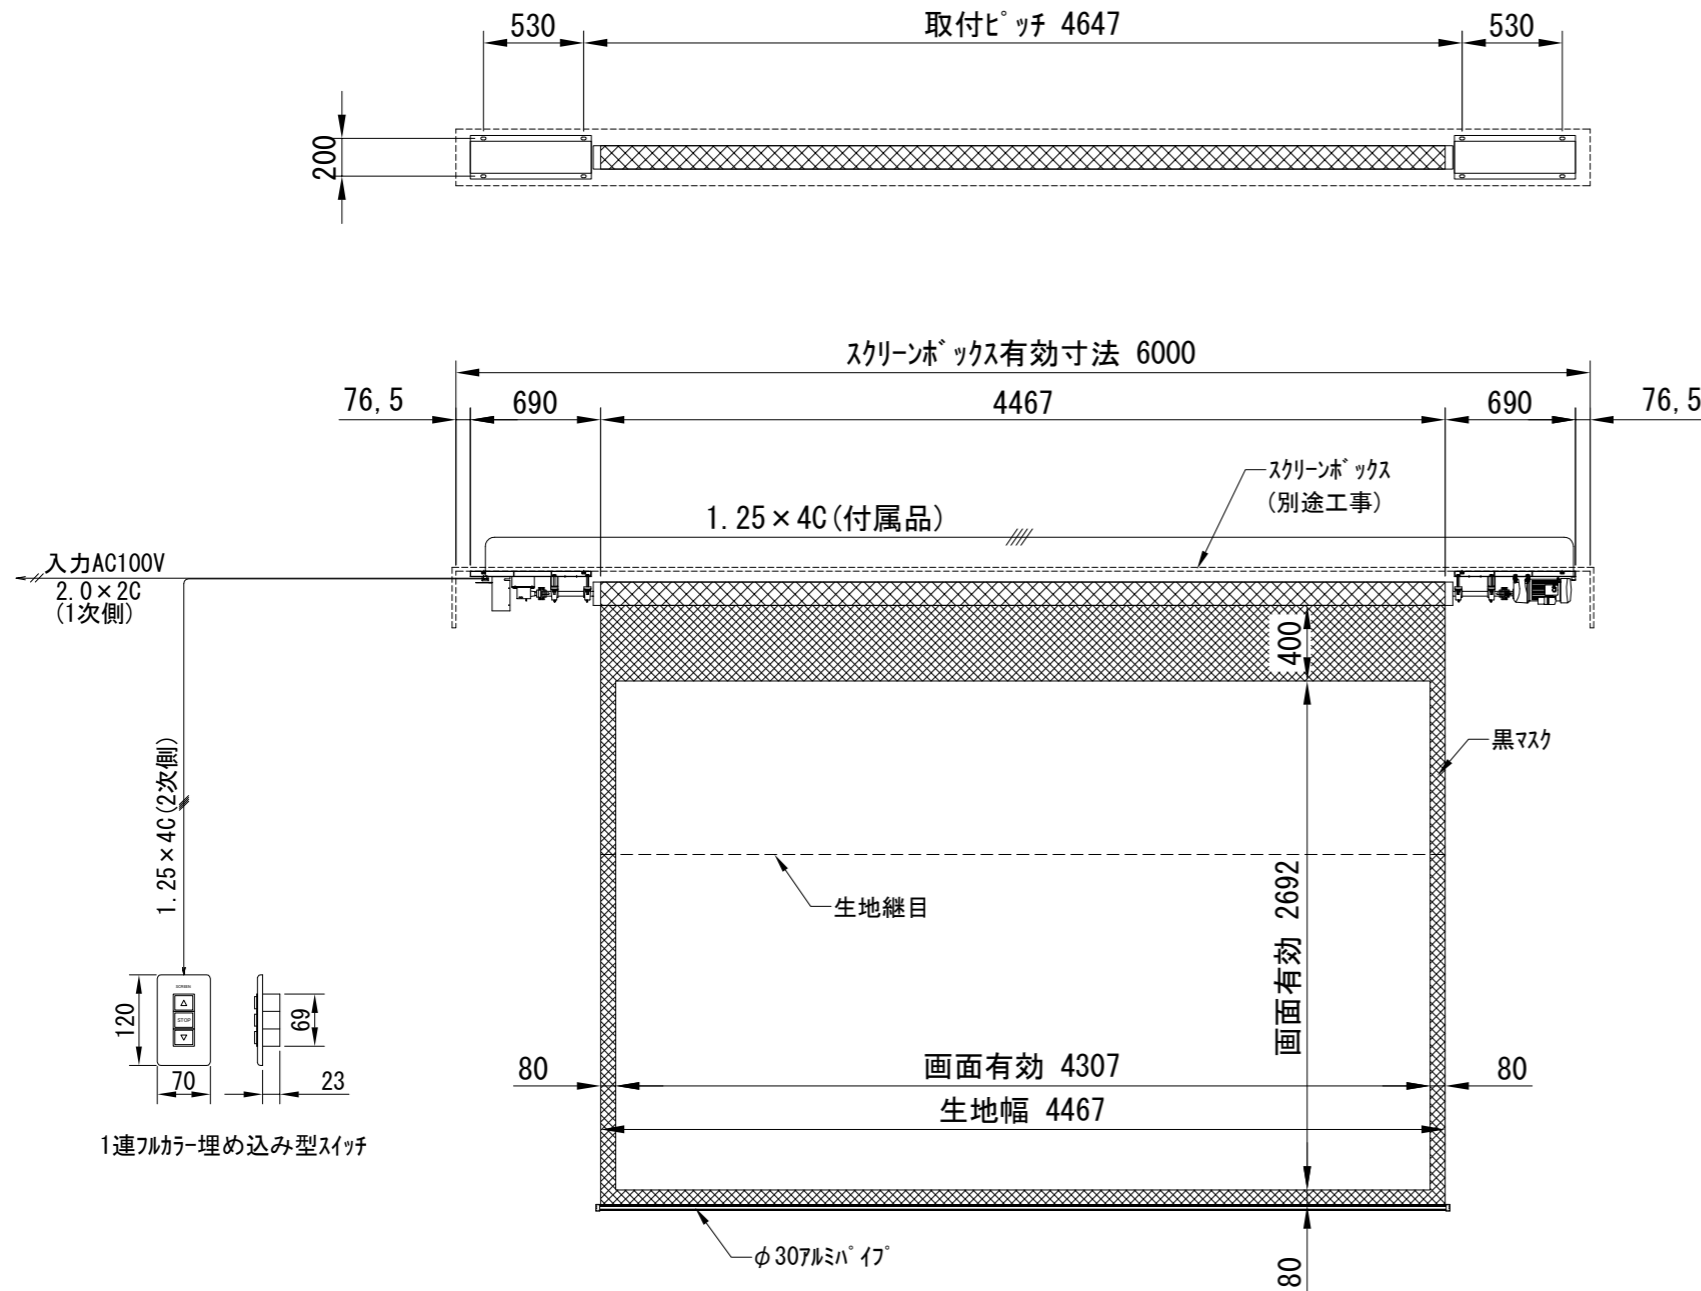 530
取付ﾋﾟｯﾁ 4647
530
200
ｽｸﾘｰﾝﾎﾞｯｸｽ有効寸法 6000
76,5
690
4467
690
76,5
ｽｸﾘｰﾝﾎﾞｯｸｽ
(別途工事)
1.25×4C(付属品)
入力AC100V
2.0×2C
(1次側)
400
黒ﾏｽｸ
1.25×4C(2次側)
生地継目
画面有効 2692
SCREEN
STOP
120
69
70
23
80
画面有効 4307
80
生地幅 4467
1連ﾌﾙｶﾗｰ埋め込み型ｽｲｯﾁ
φ30ｱﾙﾐﾊﾟｲﾌﾟ
80